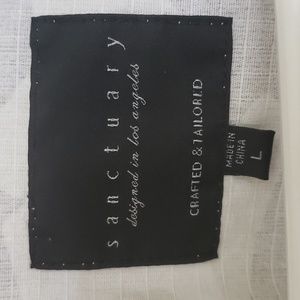 sanctuary
designed in los angeles
CRAFTED & TAILORED
MADE IN
CHINA
L